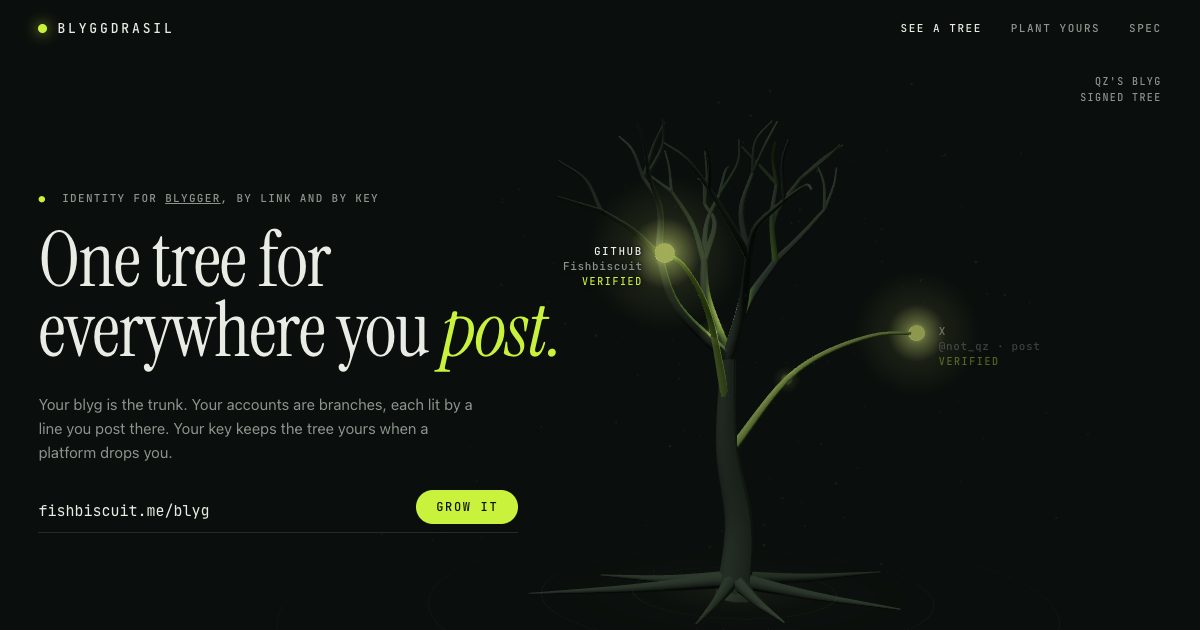 BLYGGDRASIL
SEE A TREE
PLANT YOURS
SPEC
QZ'S BLYG
SIGNED TREE
IDENTITY FOR BLYGGER, BY LINK AND BY KEY
One tree for
everywhere you post.
GITHUB
Fishbiscuit
VERIFIED
X
@not_qz · post
VERIFIED
Your blyg is the trunk. Your accounts are branches, each lit by a
line you post there. Your key keeps the tree yours when a
platform drops you.
fishbiscuit.me/blyg
GROW IT